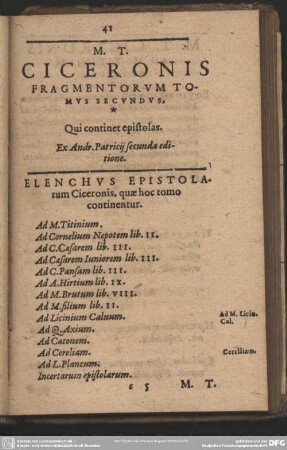 41
M. T.
CICERONIS
FRAGMENTORVM TO-
MVS SECVNDVS.
*
Qui continet epistolas.
Ex Andr. Patricij secunda edi-
tione.
ELENCHVS EPISTOLA-
rum Ciceronis, quæ hoc tomo
continentur.
Ad M. Titinium.
Ad Cornelium Nepotem lib. II.
Ad C. Cæsarem lib. III.
Ad Cæsarem Iuniorem lib. III.
Ad C. Pansam lib. III.
Ad A. Hirtium lib. IX.
Ad M. Brutum lib. VIII.
Ad M. filium lib. II.
Ad Licinium Caluum.
Ad M. Licin.
Cal.
Ad Q. Axium.
Ad Catonem.
Ad Cereliam.
Cerelliam.
Ad L. Plancum.
Incertarum epistolarum.
c 5
M. T.